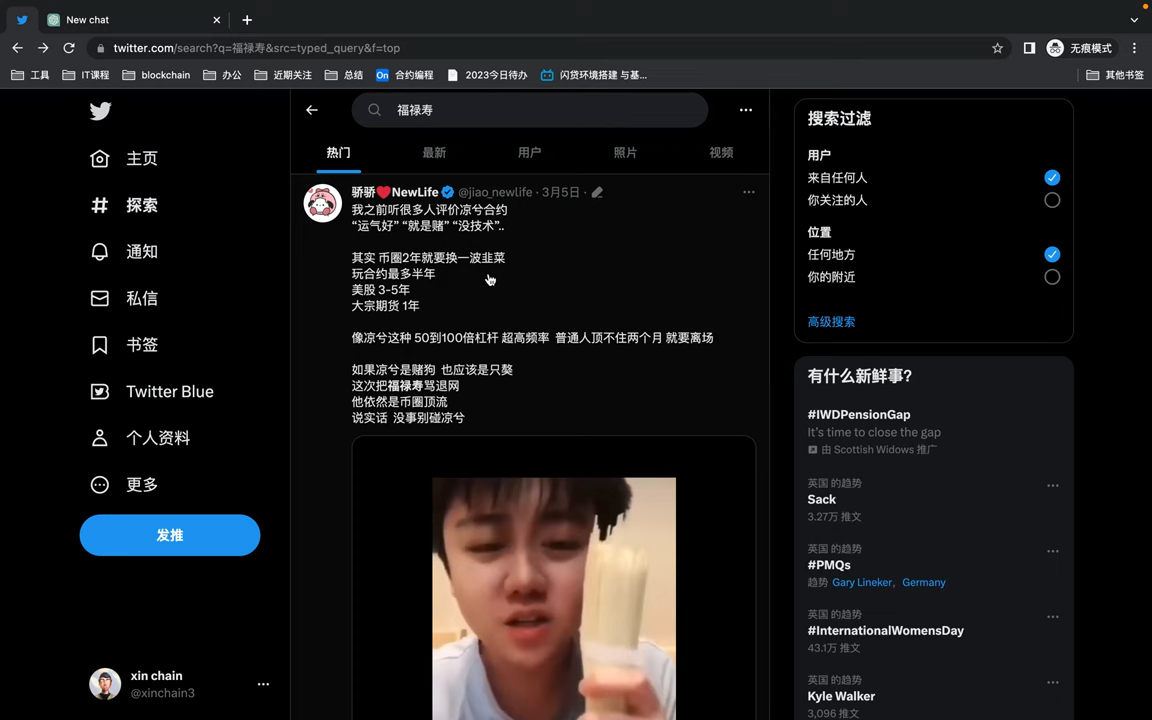 New chat
twitter.com/search?q=福禄寿&src=typed_query&f=top
无痕模式
工具
IT课程
blockchain
办公
近期关注
总结
On 合约编程
2023今日待办
闪贷环境搭建 与基...
其他书签
主页
探索
通知
私信
书签
Twitter Blue
个人资料
更多
发推
xin chain
@xinchain3
福禄寿
热门
最新
用户
照片
视频
骄骄❤️NewLife @jiao_newlife · 3月5日 ·
我之前听很多人评价凉兮合约
“运气好” “就是赌” “没技术”..
其实 币圈2年就要换一波韭菜
玩合约最多半年
美股 3-5年
大宗期货 1年
像凉兮这种 50到100倍杠杆 超高频率 普通人顶不住两个月 就要离场
如果凉兮是赌狗 也应该是只獒
这次把福禄寿骂退网
他依然是币圈顶流
说实话 没事别碰凉兮
搜索过滤
用户
来自任何人
你关注的人
位置
任何地方
你的附近
高级搜索
有什么新鲜事?
#IWDPensionGap
It's time to close the gap
由 Scottish Widows 推广
英国 的趋势
Sack
3.27万 推文
英国 的趋势
#PMQs
趋势 Gary Lineker, Germany
英国 的趋势
#InternationalWomensDay
43.1万 推文
英国 的趋势
Kyle Walker
3,096 推文